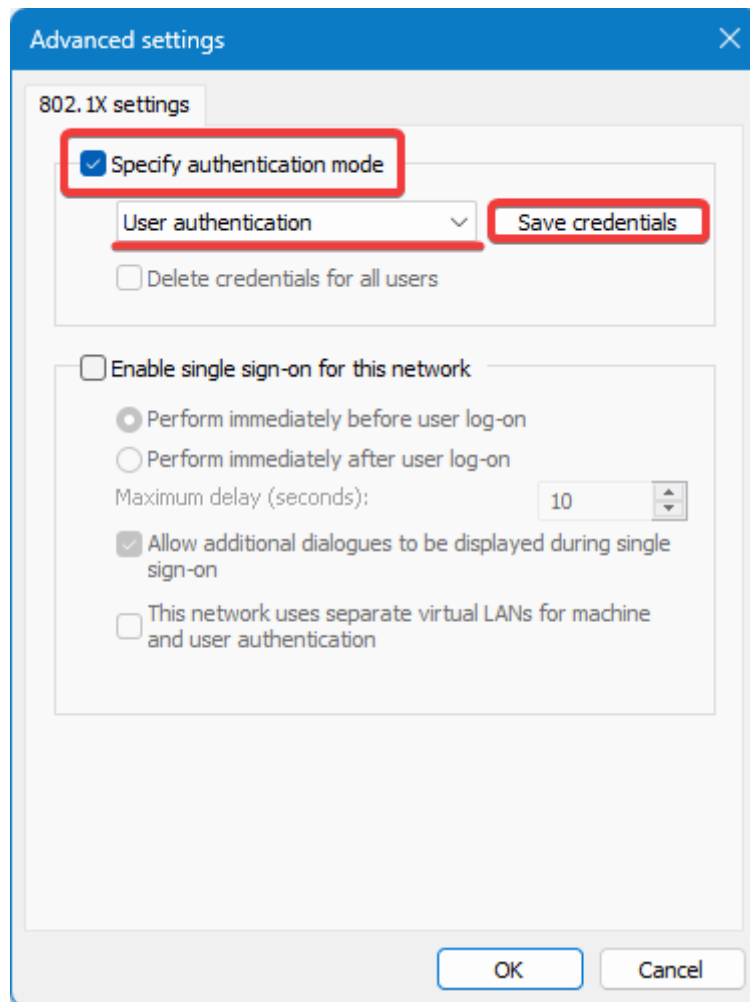 Advanced settings
802.1X settings
Specify authentication mode
User authentication
Save credentials
Delete credentials for all users
Enable single sign-on for this network
Perform immediately before user log-on
Perform immediately after user log-on
Maximum delay (seconds):
10
Allow additional dialogues to be displayed during single
sign-on
This network uses separate virtual LANs for machine
and user authentication
OK
Cancel